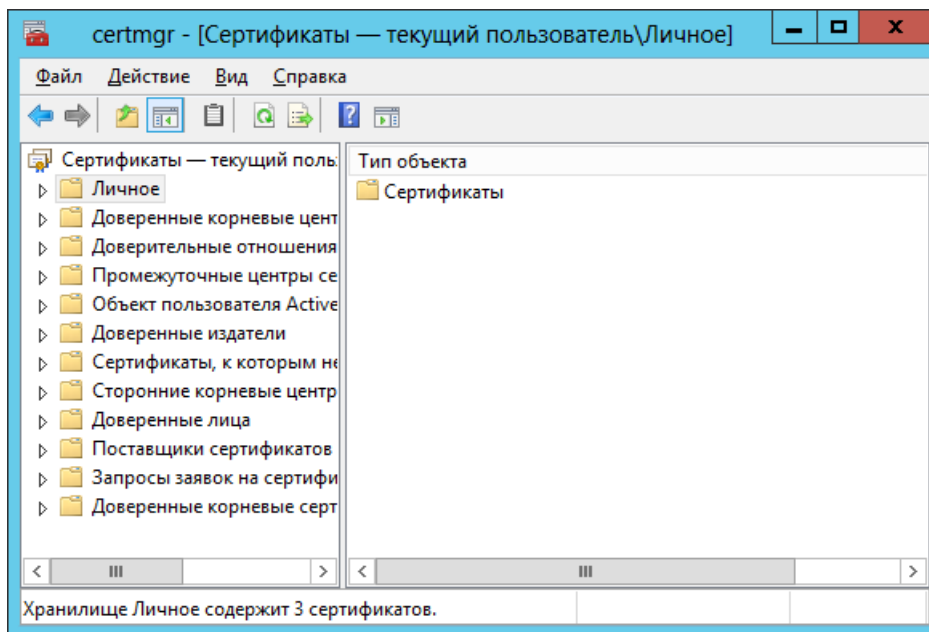 certmgr - [Сертификаты — текущий пользователь\Личное]
Файл Действие Вид Справка
Сертификаты — текущий поль
Личное
Доверенные корневые цент
Доверительные отношения
Промежуточные центры се
Объект пользователя Active
Доверенные издатели
Сертификаты, к которым не
Сторонние корневые центр
Доверенные лица
Поставщики сертификатов
Запросы заявок на сертифи
Доверенные корневые серт
Тип объекта
Сертификаты
Хранилище Личное содержит 3 сертификатов.